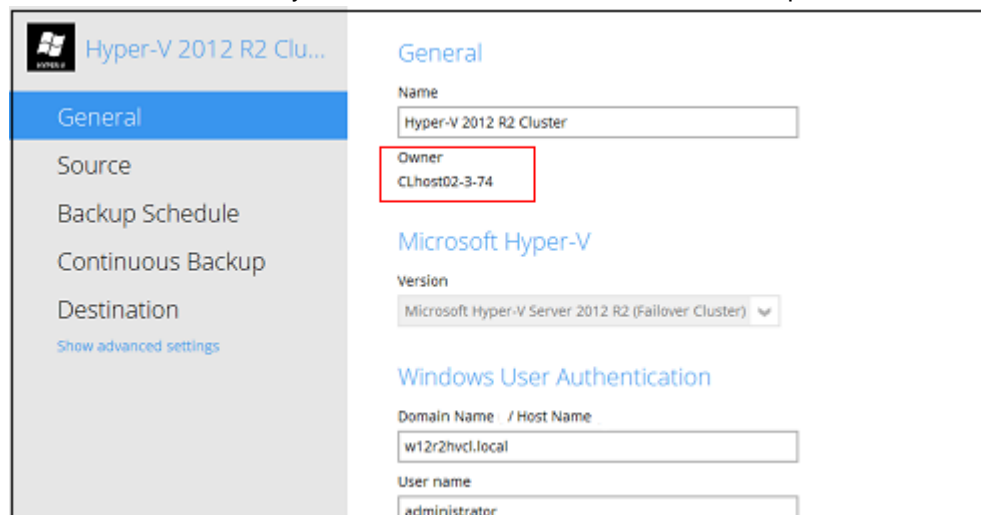 Hyper-V 2012 R2 Clu...
General
Source
Backup Schedule
Continuous Backup
Destination
Show advanced settings
General
Name
Hyper-V 2012 R2 Cluster
Owner
CLhost02-3-74
Microsoft Hyper-V
Version
Microsoft Hyper-V Server 2012 R2 (Failover Cluster)
Windows User Authentication
Domain Name / Host Name
w12r2hvcl.local
User name
administrator